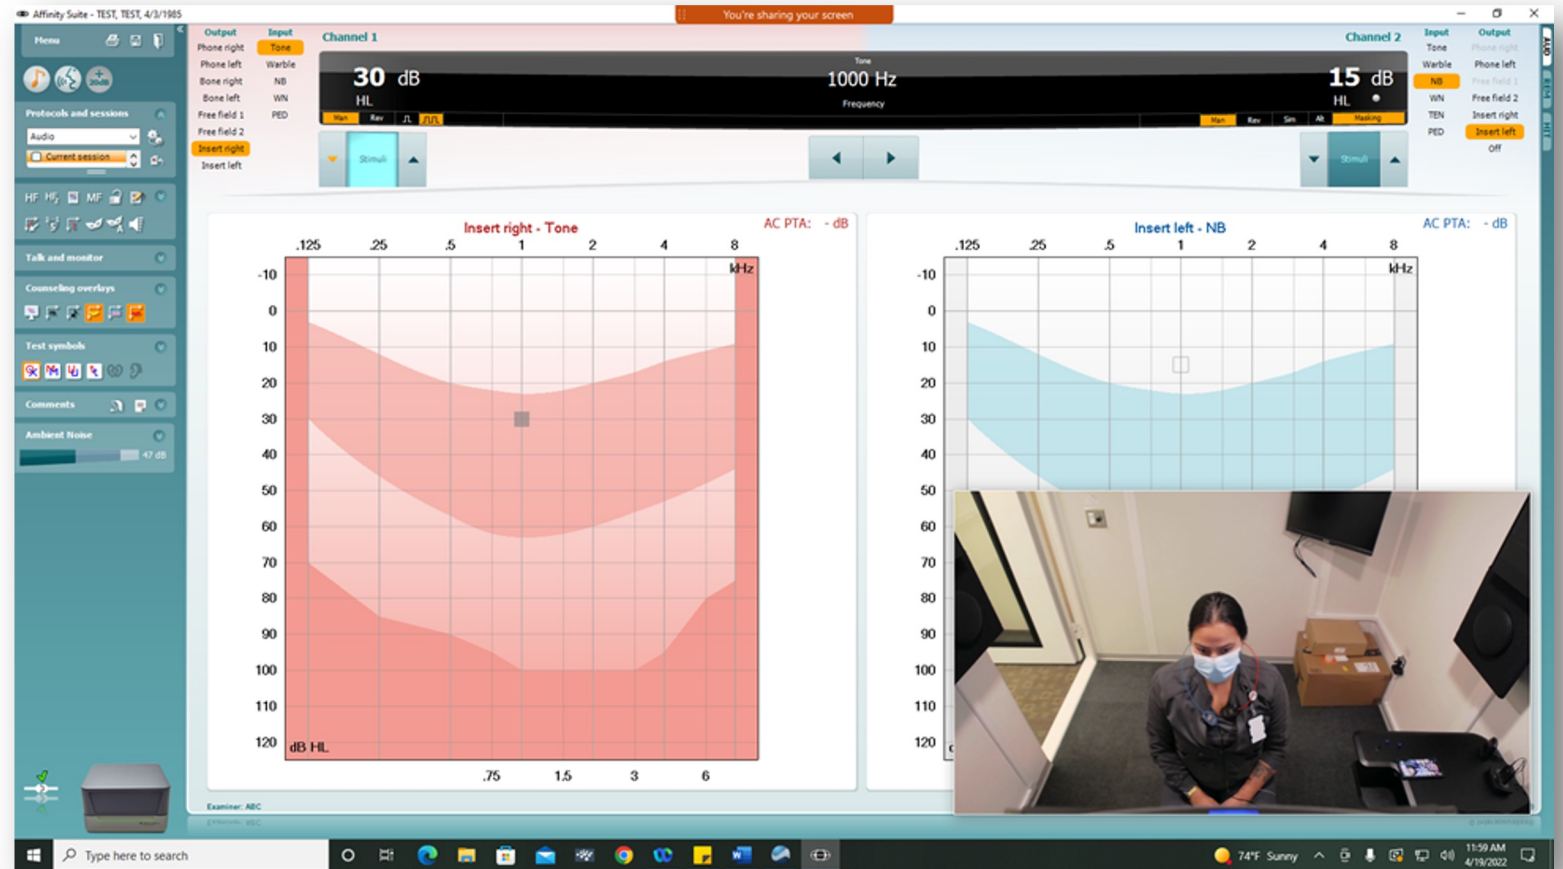 Affinity Suite - TEST, TEST, 4/3/1985
You're sharing your screen
Menu
Output
Phone right
Phone left
Bone right
Bone left
Free field 1
Free field 2
Insert right
Insert left
Input
Tone
Warble
NB
WN
PED
Channel 1
30 dB
HL
Man Rev
Stimuli
Tone
1000 Hz
Frequency
Channel 2
15 dB
HL
Man Rev Sim Alt Masking
Stimuli
Input
Tone
Warble
NB
WN
TEN
PED
Output
Phone right
Phone left
Free field 1
Free field 2
Insert right
Insert left
Off
AUD
REM
HIT
+
20dB
Protocols and sessions
Audio
Current session
HF MF
Talk and monitor
Counseling overlays
Test symbols
Comments
Ambient Noise
47 dB
Insert right - Tone
AC PTA: - dB
.125 .25 .5 1 2 4 8
kHz
-10
0
10
20
30
40
50
60
70
80
90
100
110
120
dB HL
.75 1.5 3 6
Insert left - NB
AC PTA: - dB
.125 .25 .5 1 2 4 8
kHz
-10
0
10
20
30
40
50
60
70
80
90
100
110
120
Examiner: ABC
Type here to search
74°F Sunny
11:59 AM
4/19/2022